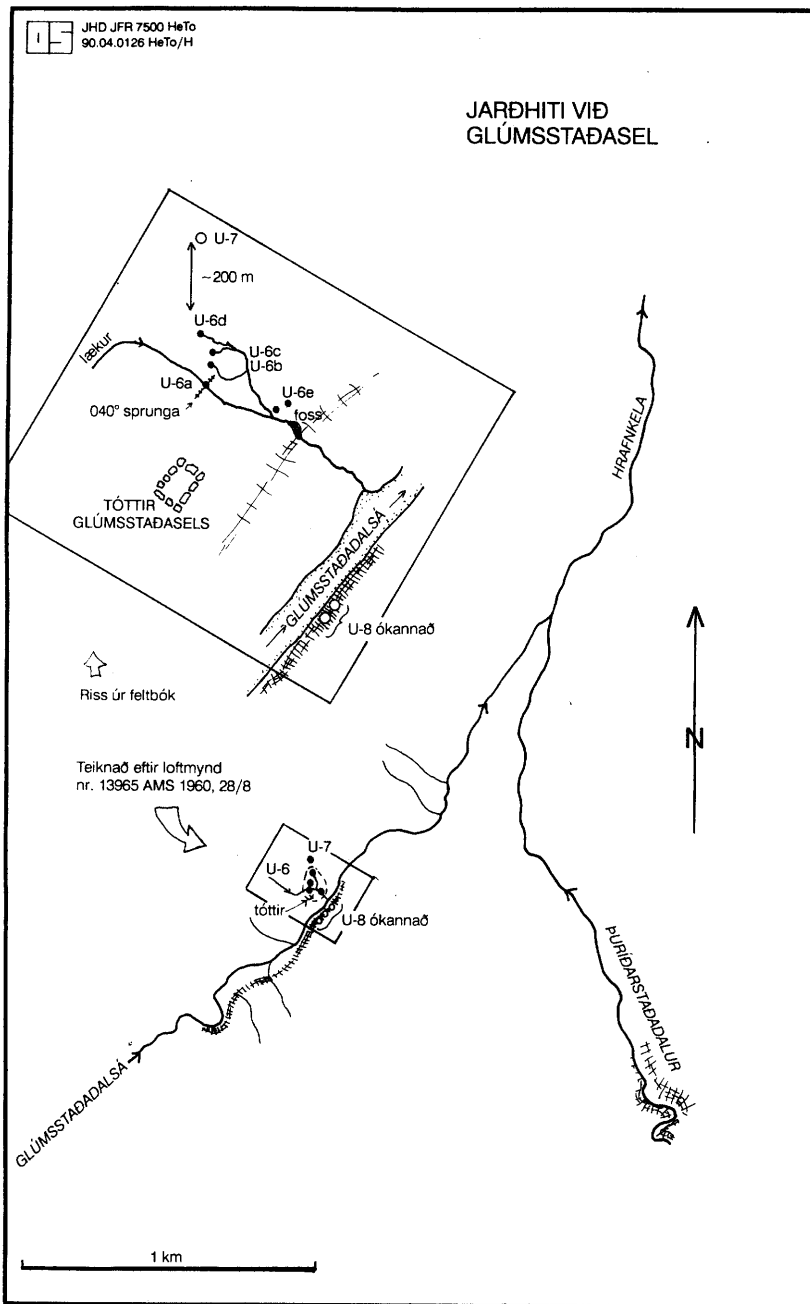 JHD JFR 7500 HeTo
90.04.0126 HeTo/H
JARÐHITI VIÐ
GLÚMSSTAÐASEL
U-7
~200 m
U-6d
lækur
U-6c
U-6b
U-6a
U-6e
foss
040° sprunga
TÓTTIR
GLÚMSSTAÐASELS
GLÚMSSTAÐADALSÁ
U-8 ókannað
HRAFNKELA
Riss úr feltbók
N
Teiknað eftir loftmynd
nr. 13965 AMS 1960, 28/8
U-7
U-6
tóttir
U-8 ókannað
ÞURÍÐARSTAÐADALUR
GLÚMSSTAÐADALSÁ
1 km